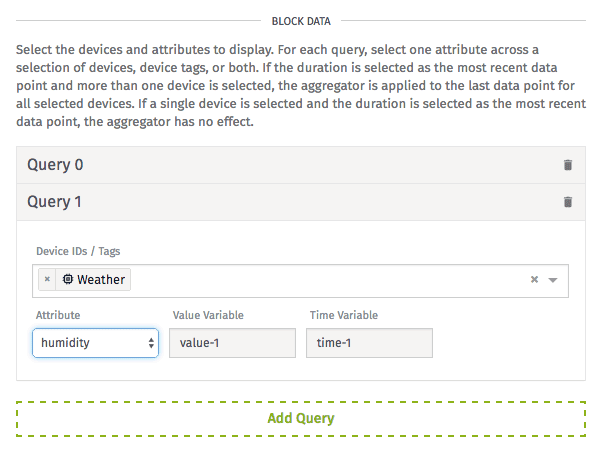 BLOCK DATA
Select the devices and attributes to display. For each query, select one attribute across a
selection of devices, device tags, or both. If the duration is selected as the most recent data
point and more than one device is selected, the aggregator is applied to the last data point for
all selected devices. If a single device is selected and the duration is selected as the most recent
data point, the aggregator has no effect.
Query 0
Query 1
Device IDs / Tags
× Weather ×
Attribute Value Variable Time Variable
humidity value-1 time-1
Add Query